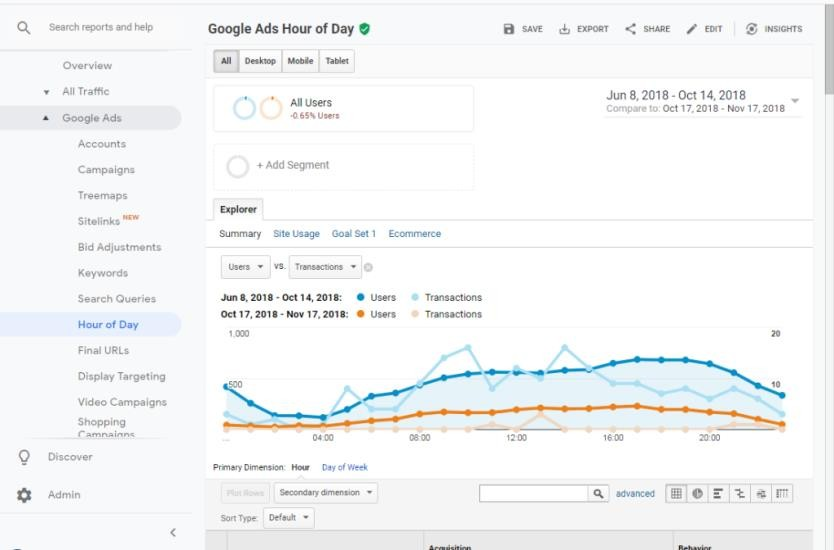 Search reports and help
Overview
All Traffic
Google Ads
Accounts
Campaigns
Treemaps
Sitelinks NEW
Bid Adjustments
Keywords
Search Queries
Hour of Day
Final URLs
Display Targeting
Video Campaigns
Shopping
Campaigns
Discover
Admin
Google Ads Hour of Day
SAVE EXPORT SHARE EDIT INSIGHTS
All Desktop Mobile Tablet
All Users
-0.65% Users
Jun 8, 2018 - Oct 14, 2018
Compare to: Oct 17, 2018 - Nov 17, 2018
+ Add Segment
Explorer
Summary Site Usage Goal Set 1 Ecommerce
Users vs. Transactions
Jun 8, 2018 - Oct 14, 2018: Users Transactions
Oct 17, 2018 - Nov 17, 2018: Users Transactions
1,000 20
500 10
... 04:00 08:00 12:00 16:00 20:00
Primary Dimension: Hour Day of Week
Plot Rows Secondary dimension advanced
Sort Type: Default
Acquisition Behavior